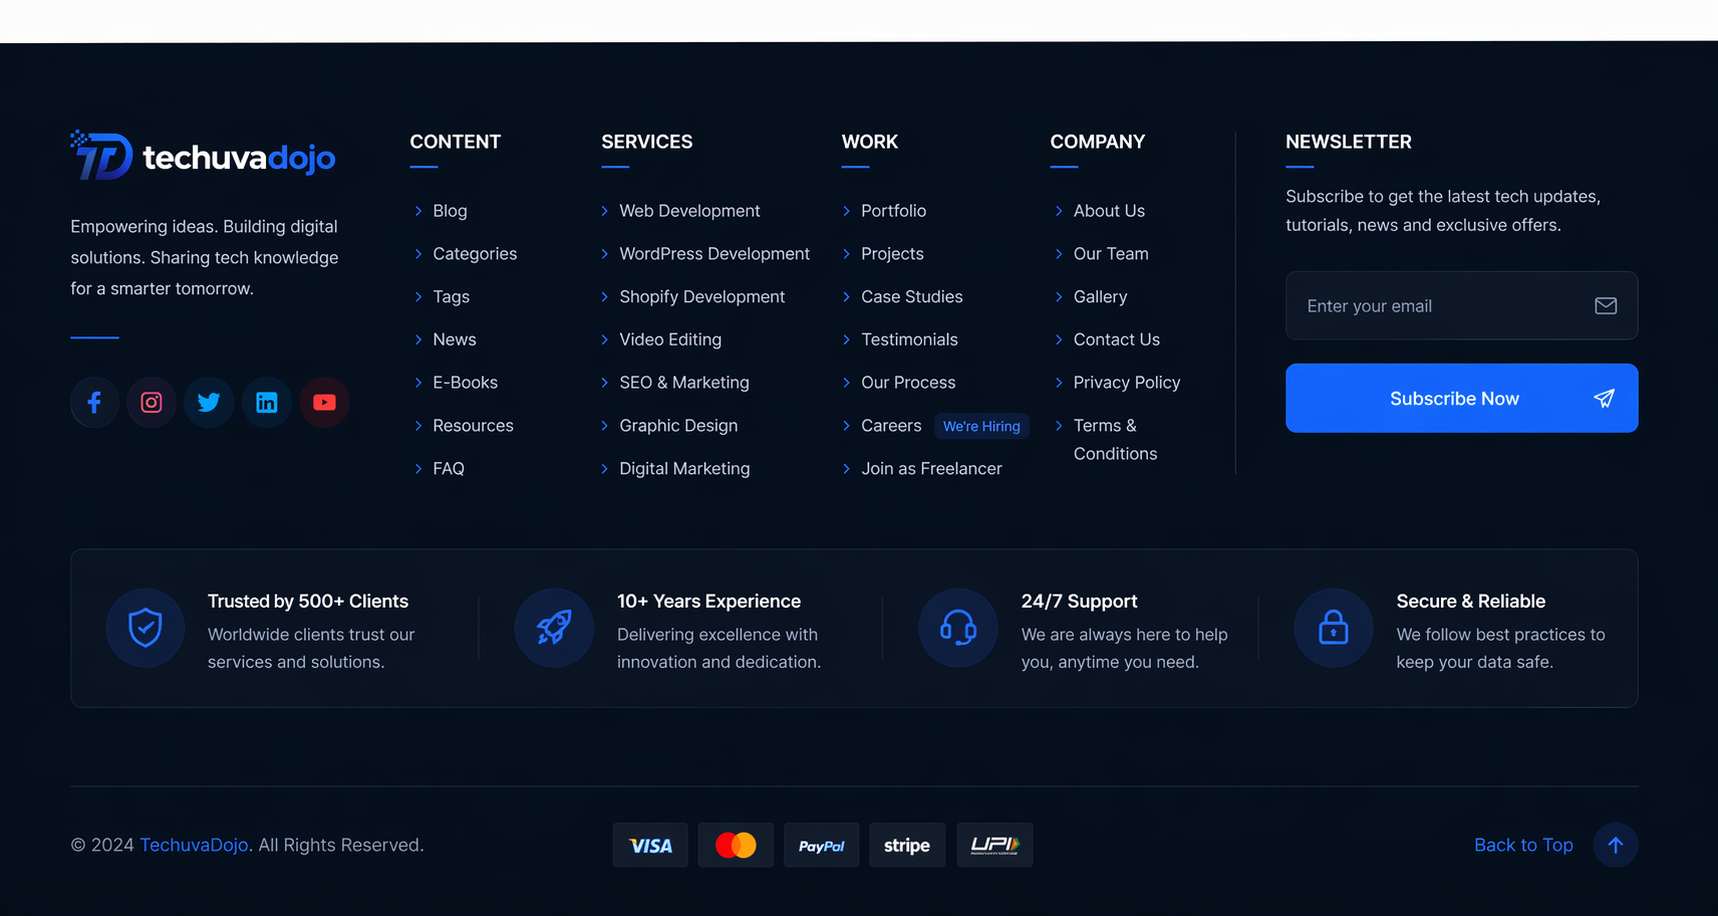 techuvadojo
Empowering ideas. Building digital
solutions. Sharing tech knowledge
for a smarter tomorrow.
CONTENT
Blog
Categories
Tags
News
E-Books
Resources
FAQ
SERVICES
Web Development
WordPress Development
Shopify Development
Video Editing
SEO & Marketing
Graphic Design
Digital Marketing
WORK
Portfolio
Projects
Case Studies
Testimonials
Our Process
Careers We're Hiring
Join as Freelancer
COMPANY
About Us
Our Team
Gallery
Contact Us
Privacy Policy
Terms &
Conditions
NEWSLETTER
Subscribe to get the latest tech updates,
tutorials, news and exclusive offers.
Enter your email
Subscribe Now
Trusted by 500+ Clients
Worldwide clients trust our
services and solutions.
10+ Years Experience
Delivering excellence with
innovation and dedication.
24/7 Support
We are always here to help
you, anytime you need.
Secure & Reliable
We follow best practices to
keep your data safe.
© 2024 TechuvaDojo. All Rights Reserved.
VISA
PayPal
stripe
UPI
Back to Top